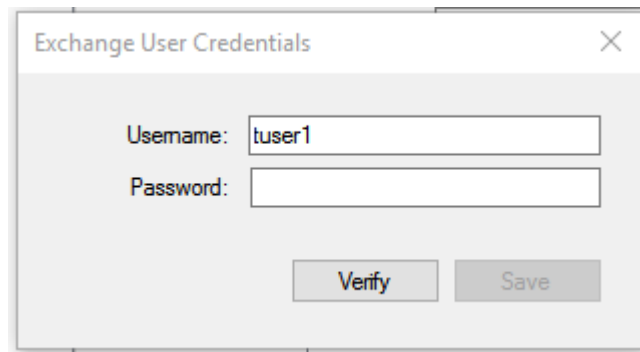 Exchange User Credentials
Username: tuser1
Password:
Verify Save